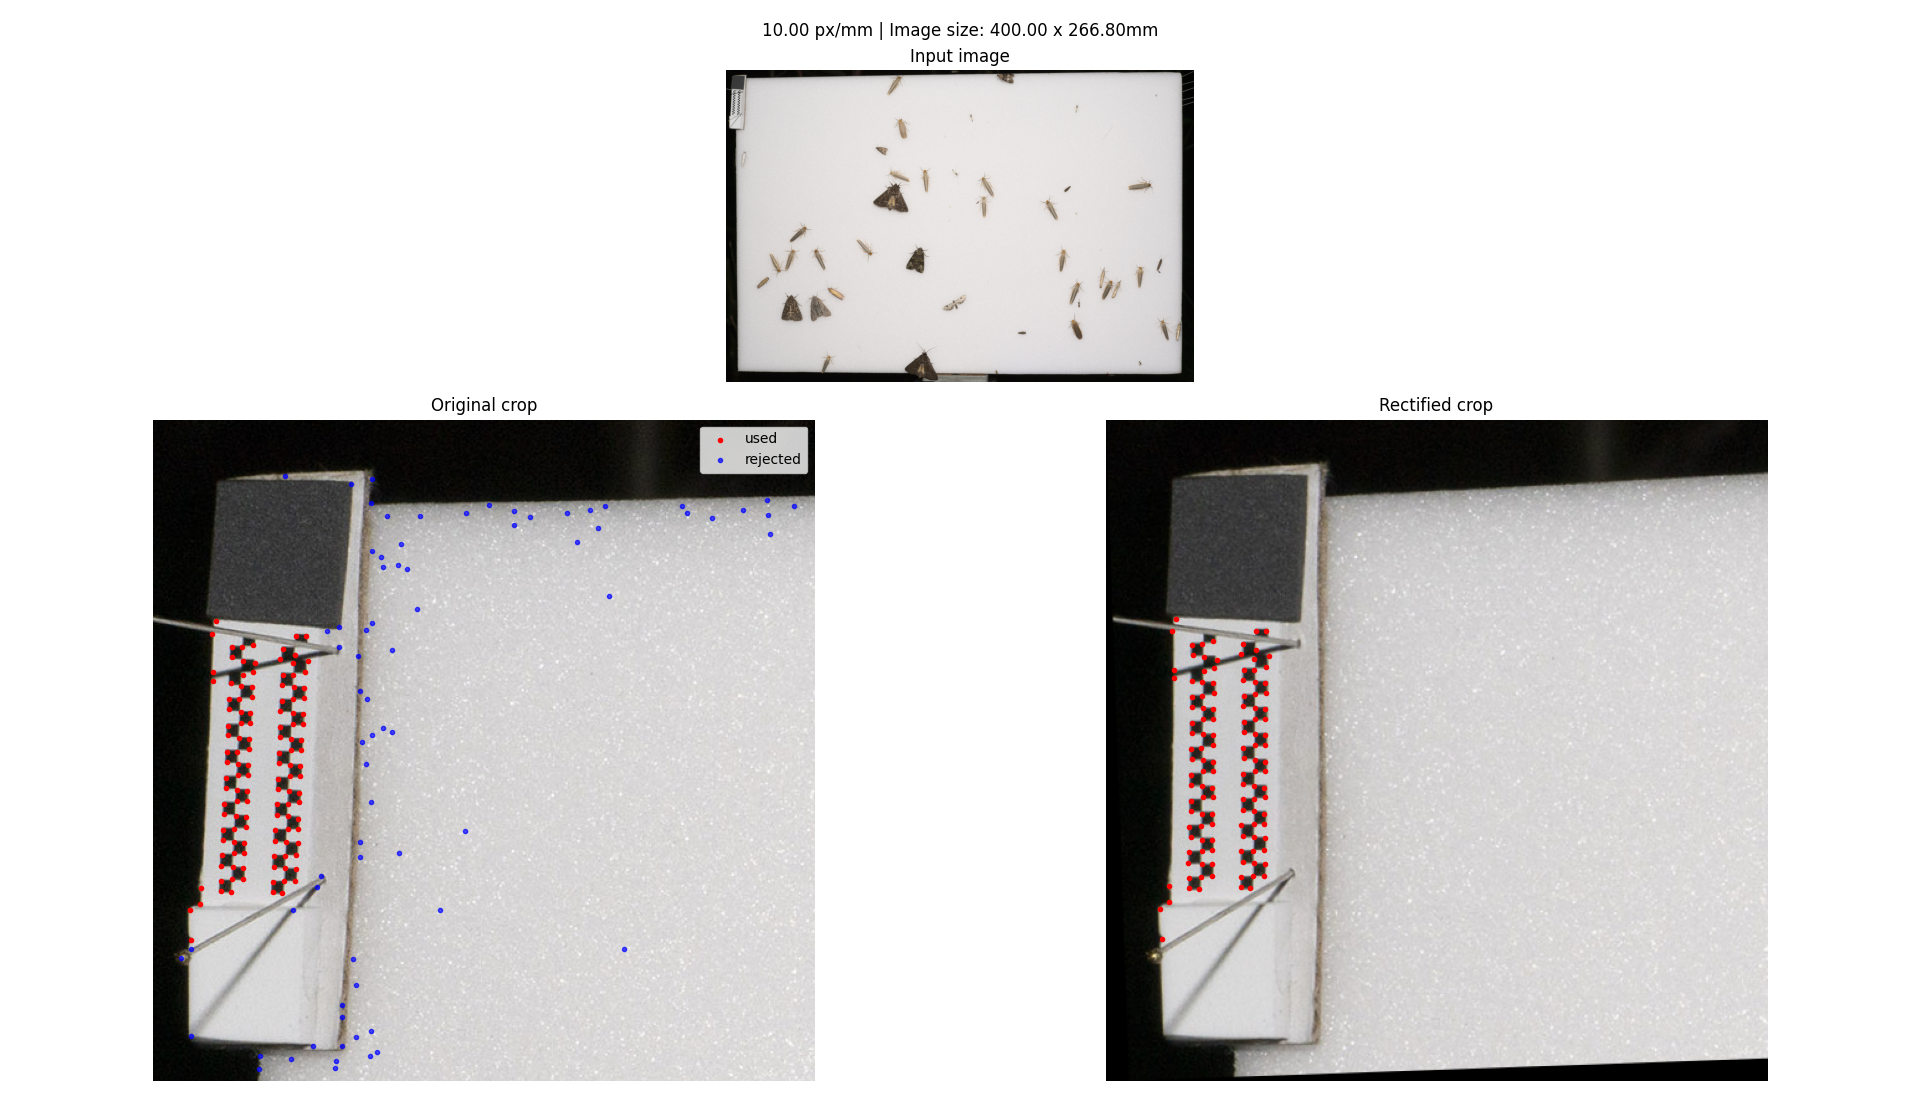 10.00 px/mm | Image size: 400.00 x 266.80mm
Input image
Original crop
used
rejected
Rectified crop